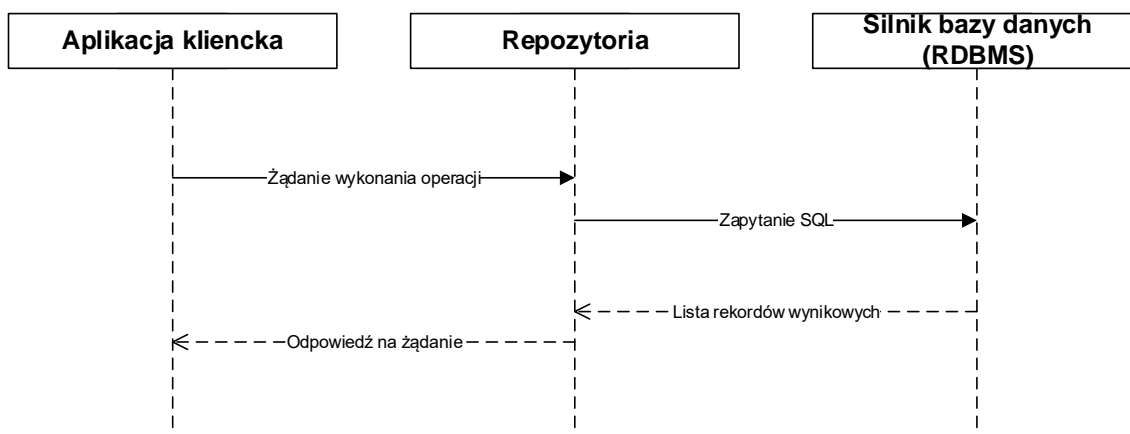 Aplikacja kliencka
Repozytoria
Silnik bazy danych
(RDBMS)
Żądanie wykonania operacji
Zapytanie SQL
Lista rekordów wynikowych
Odpowiedź na żądanie